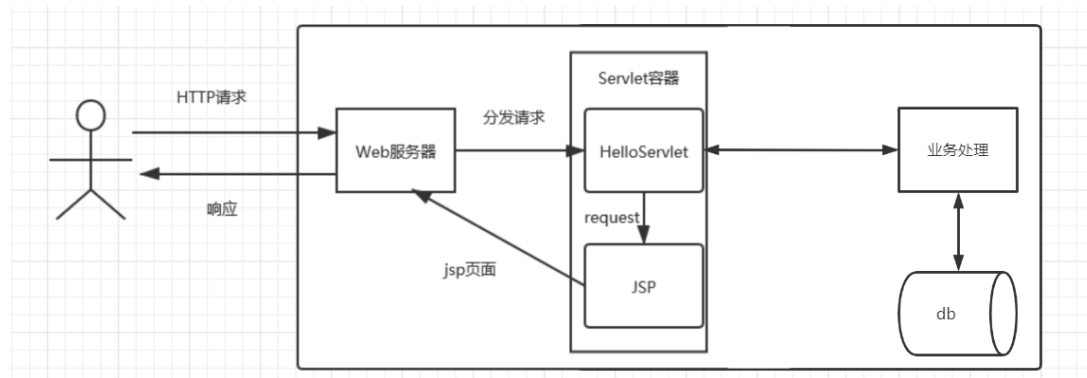 HTTP请求
响应
Web服务器
分发请求
jsp页面
Servlet容器
HelloServlet
request
JSP
业务处理
db